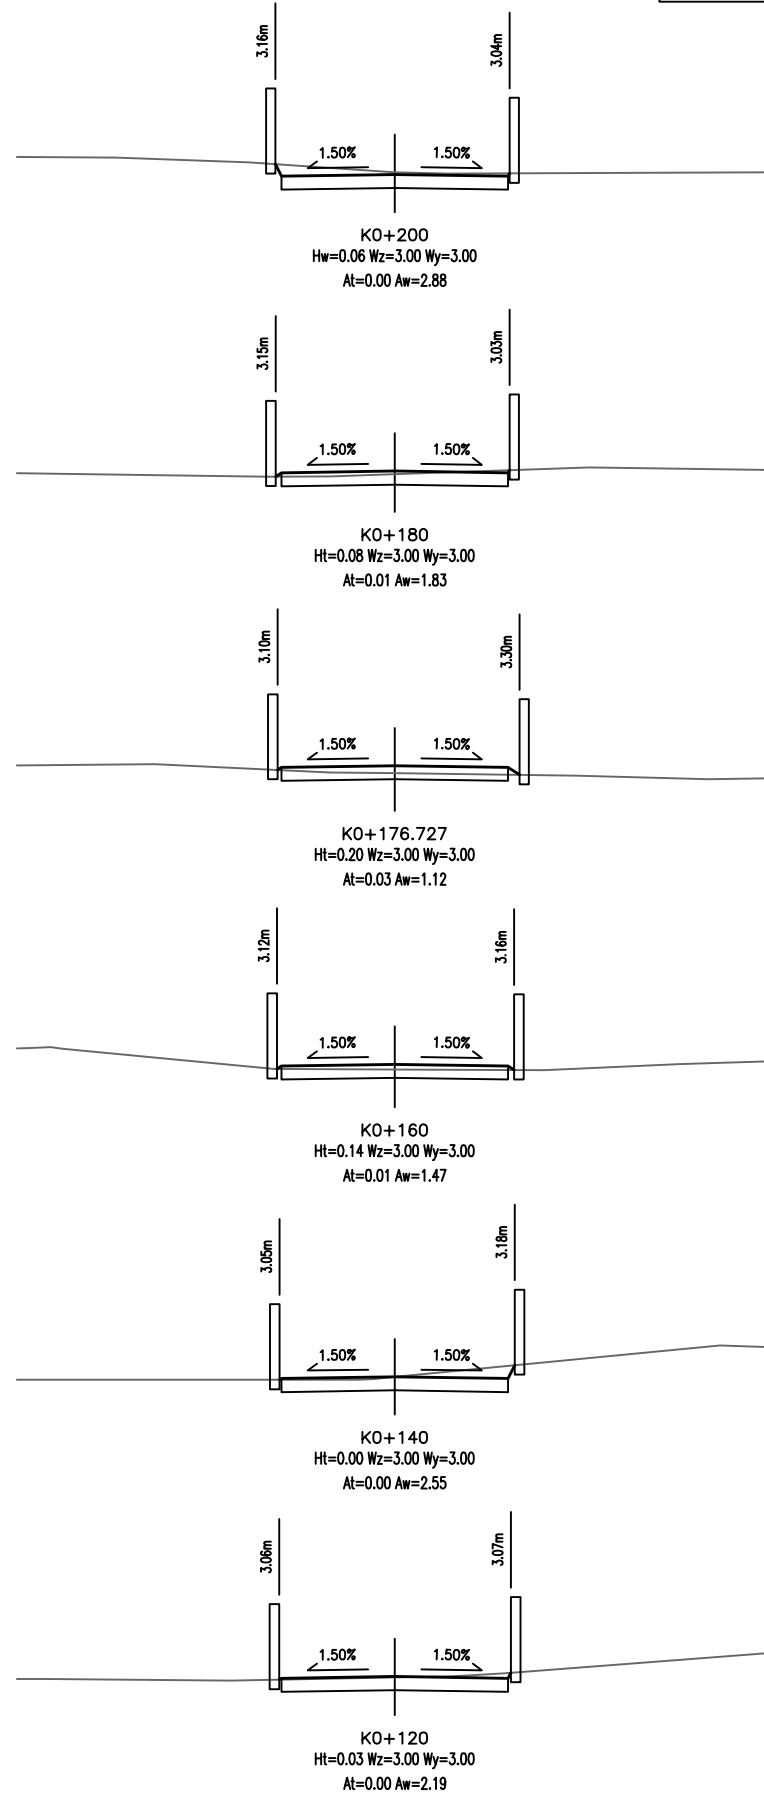 3.16m
3.04m
1.50%
1.50%
K0+200
Hw=0.06 Wz=3.00 Wy=3.00
At=0.00 Aw=2.88
3.15m
3.03m
1.50%
1.50%
K0+180
Ht=0.08 Wz=3.00 Wy=3.00
At=0.01 Aw=1.83
3.10m
3.30m
1.50%
1.50%
K0+176.727
Ht=0.20 Wz=3.00 Wy=3.00
At=0.03 Aw=1.12
3.12m
3.16m
1.50%
1.50%
K0+160
Ht=0.14 Wz=3.00 Wy=3.00
At=0.01 Aw=1.47
3.05m
3.18m
1.50%
1.50%
K0+140
Ht=0.00 Wz=3.00 Wy=3.00
At=0.00 Aw=2.55
3.06m
3.07m
1.50%
1.50%
K0+120
Ht=0.03 Wz=3.00 Wy=3.00
At=0.00 Aw=2.19